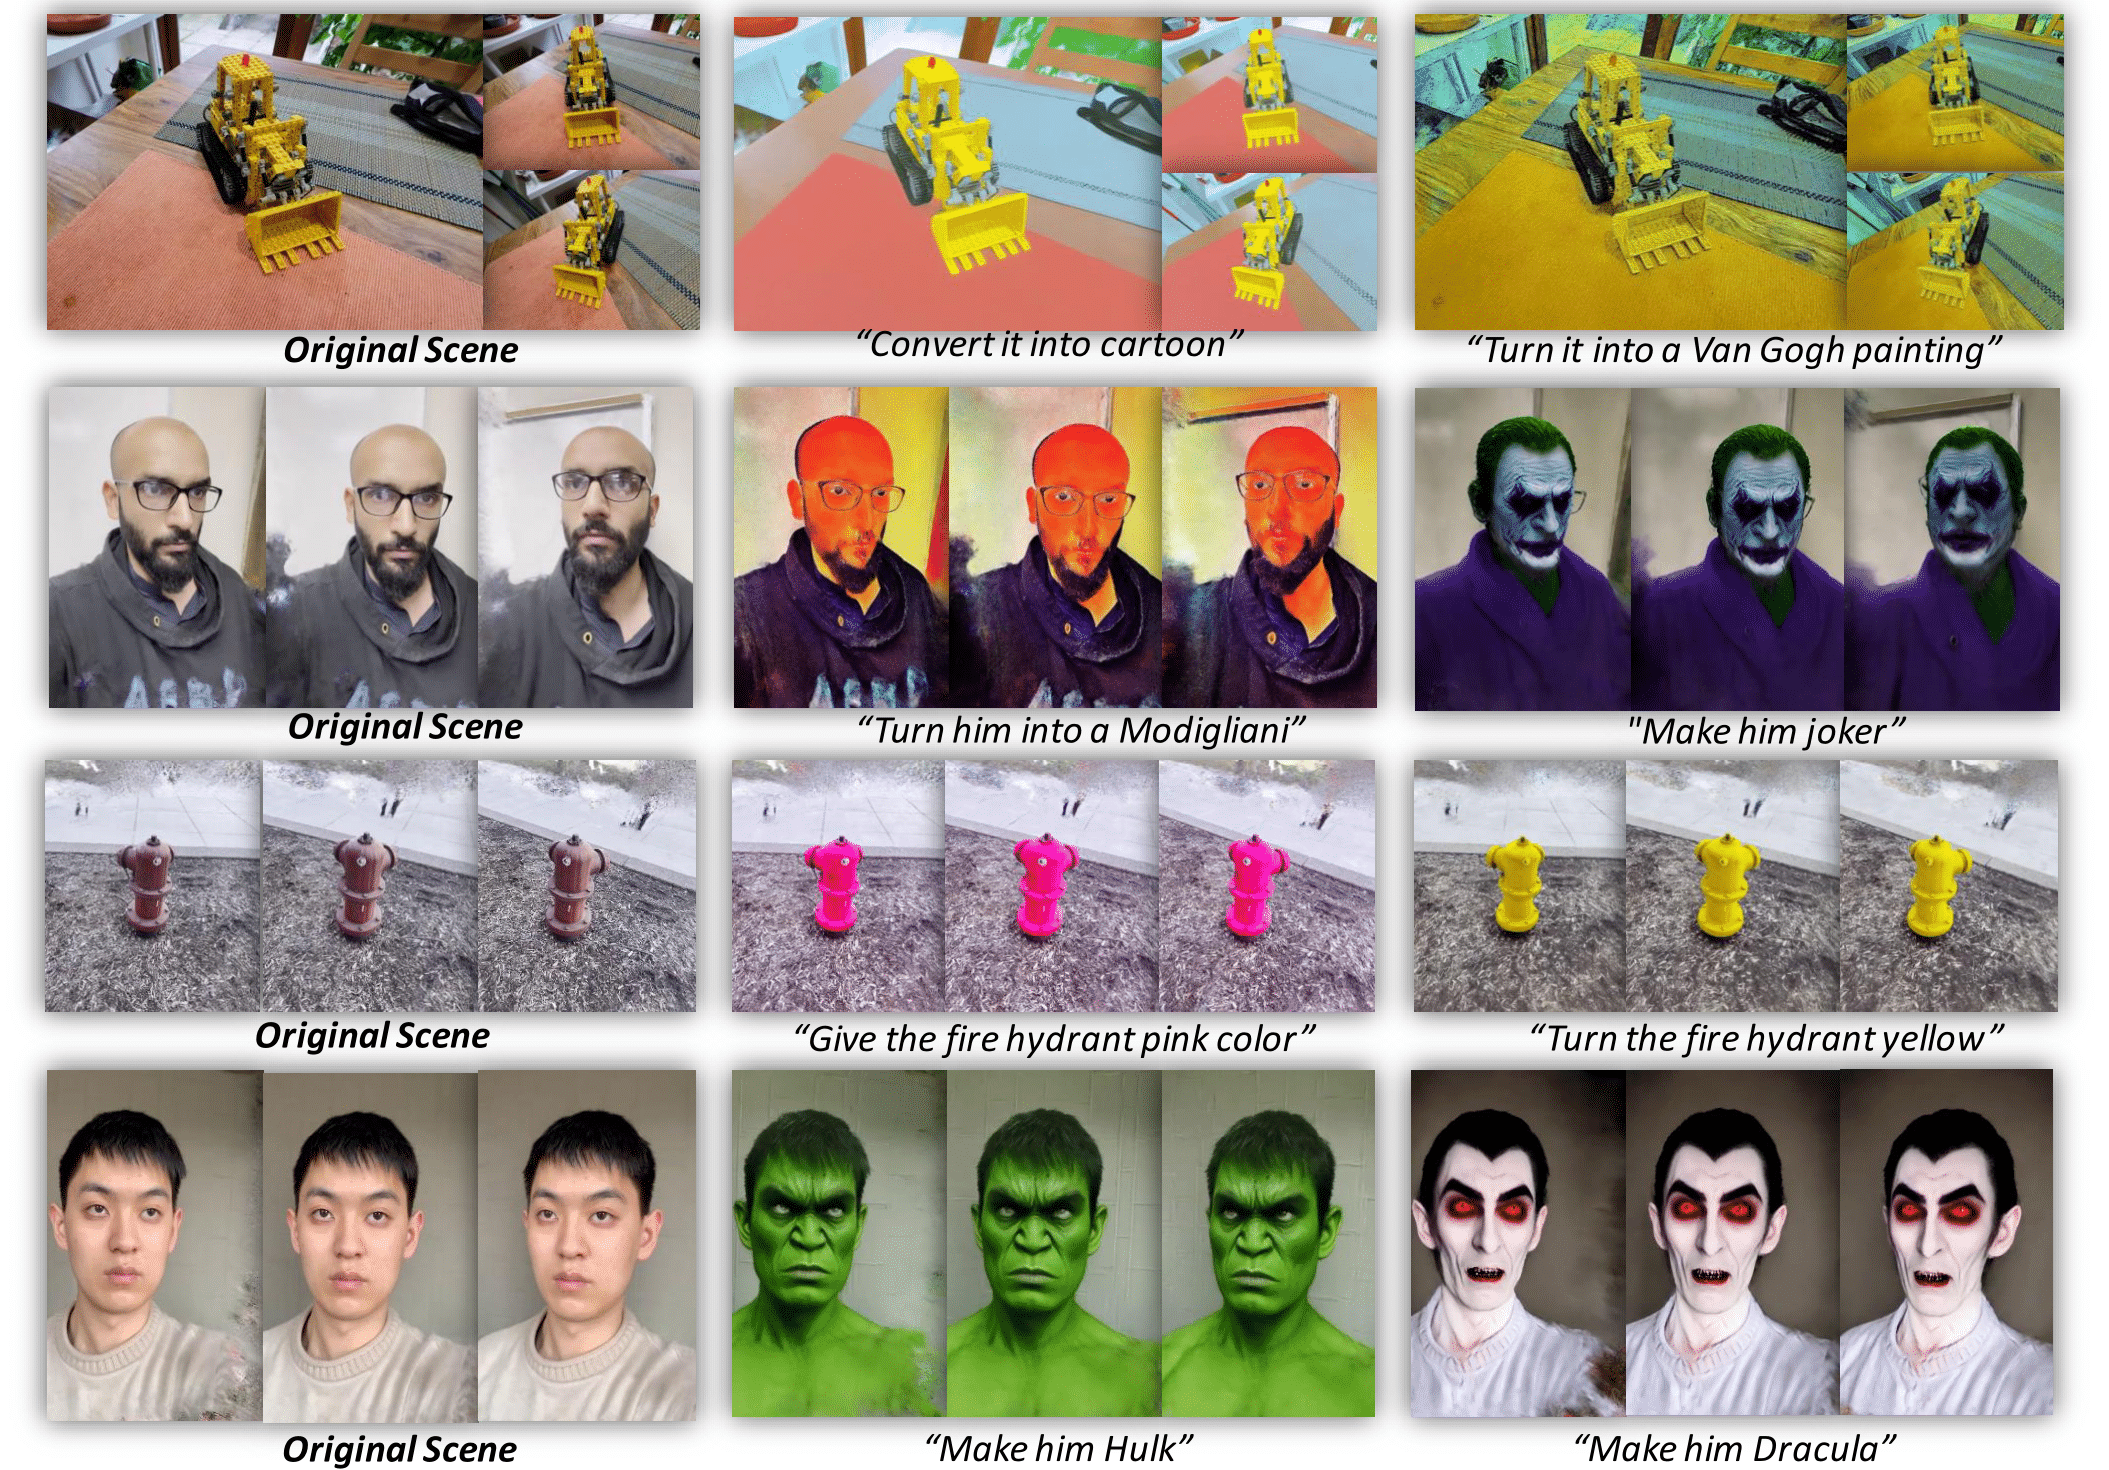 Original Scene
“Convert it into cartoon”
“Turn it into a Van Gogh painting”
Original Scene
“Turn him into a Modigliani”
"Make him joker”
Original Scene
“Give the fire hydrant pink color”
“Turn the fire hydrant yellow”
Original Scene
“Make him Hulk”
“Make him Dracula”